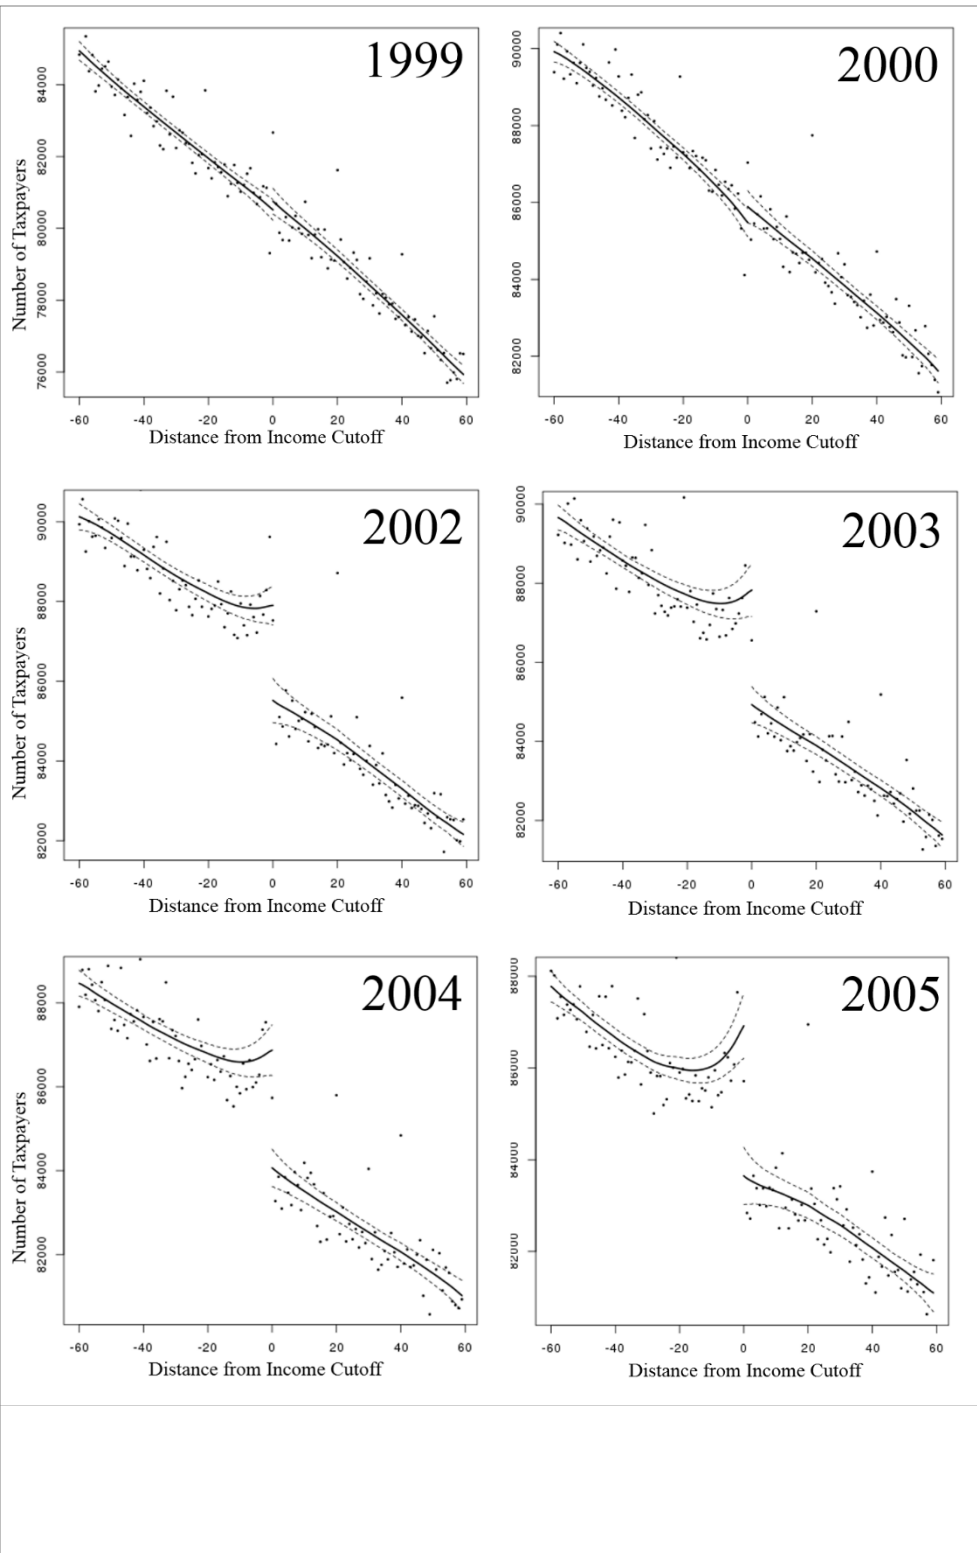 1999
Number of Taxpayers
84000
82000
80000
78000
76000
-60 -40 -20 0 20 40 60
Distance from Income Cutoff
2000
90000
88000
86000
84000
82000
-60 -40 -20 0 20 40 60
Distance from Income Cutoff
2002
Number of Taxpayers
90000
88000
86000
84000
82000
-60 -40 -20 0 20 40 60
Distance from Income Cutoff
2003
90000
88000
86000
84000
82000
-60 -40 -20 0 20 40 60
Distance from Income Cutoff
2004
Number of Taxpayers
88000
86000
84000
82000
-60 -40 -20 0 20 40 60
Distance from Income Cutoff
2005
88000
86000
84000
82000
-60 -40 -20 0 20 40 60
Distance from Income Cutoff